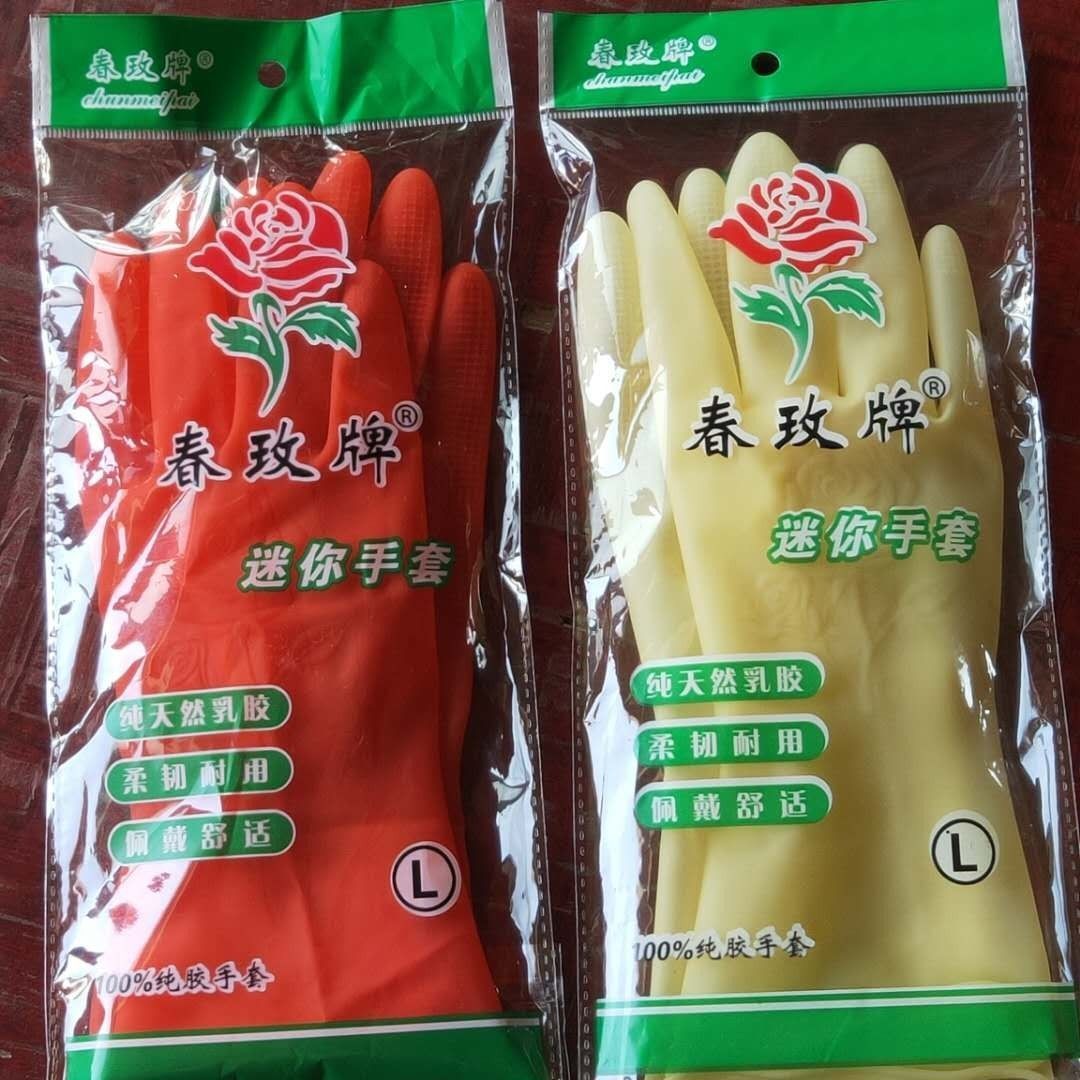 春玫牌®
chunmeipai
春玫牌®
迷你手套
纯天然乳胶
柔韧耐用
佩戴舒适
L
100%纯胶手套
春玫牌®
chunmeipai
春玫牌®
迷你手套
纯天然乳胶
柔韧耐用
佩戴舒适
L
100%纯胶手套